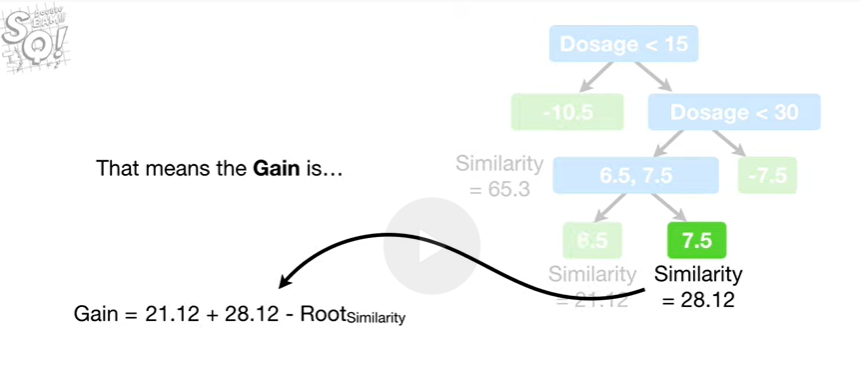 Dosage < 15
-10.5
Dosage < 30
That means the Gain is...
Similarity
= 65.3
6.5, 7.5
-7.5
6.5
7.5
Similarity
= 21.12
Similarity
= 28.12
Gain = 21.12 + 28.12 - RootSimilarity